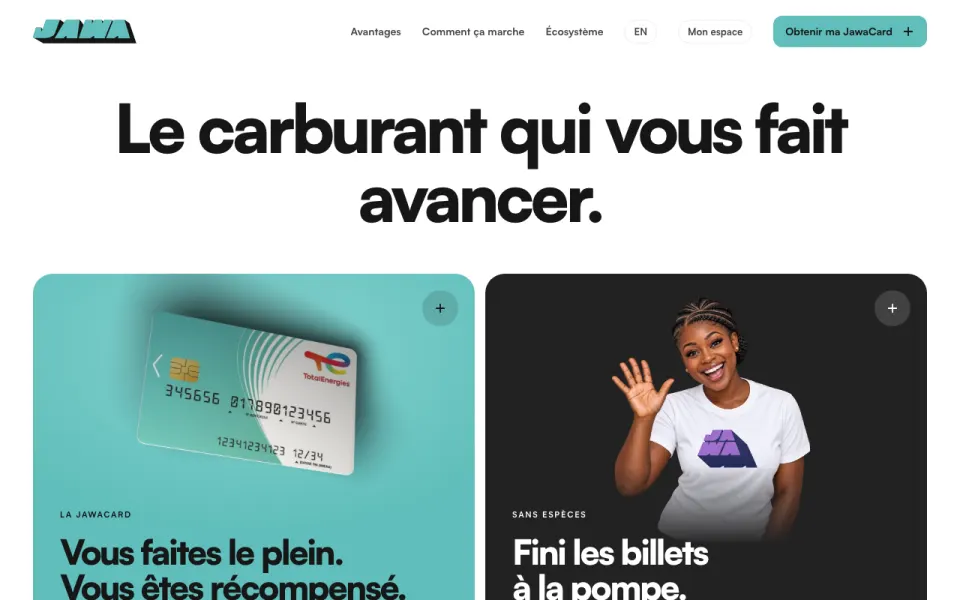 JAWA
Avantages
Comment ça marche
Écosystème
EN
Mon espace
Obtenir ma JawaCard +
Le carburant qui vous fait
avancer.
TotalEnergies
345656 017890123456
12341234123 12/34
JAWA
LA JAWACARD
Vous faites le plein.
Vous êtes récompensé.
SANS ESPÈCES
Fini les billets
à la pompe.